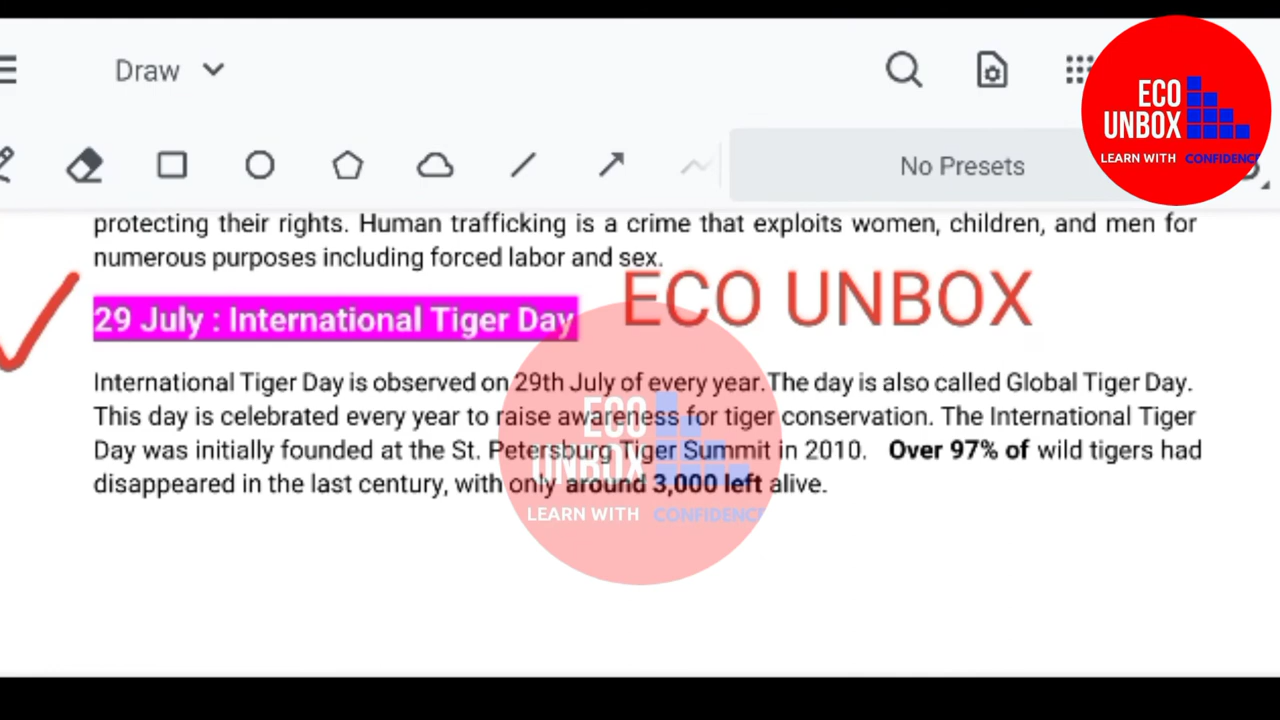 Draw
ECO
UNBOX
LEARN WITH CONFIDENCE
No Presets
protecting their rights. Human trafficking is a crime that exploits women, children, and men for
numerous purposes including forced labor and sex.
ECO UNBOX
29 July : International Tiger Day
International Tiger Day is observed on 29th July of every year.The day is also called Global Tiger Day.
This day is celebrated every year to raise awareness for tiger conservation. The International Tiger
Day was initially founded at the St. Petersburg Tiger Summit in 2010. Over 97% of wild tigers had
disappeared in the last century, with only around 3,000 left alive.
ECO
UNBOX
LEARN WITH CONFIDENCE